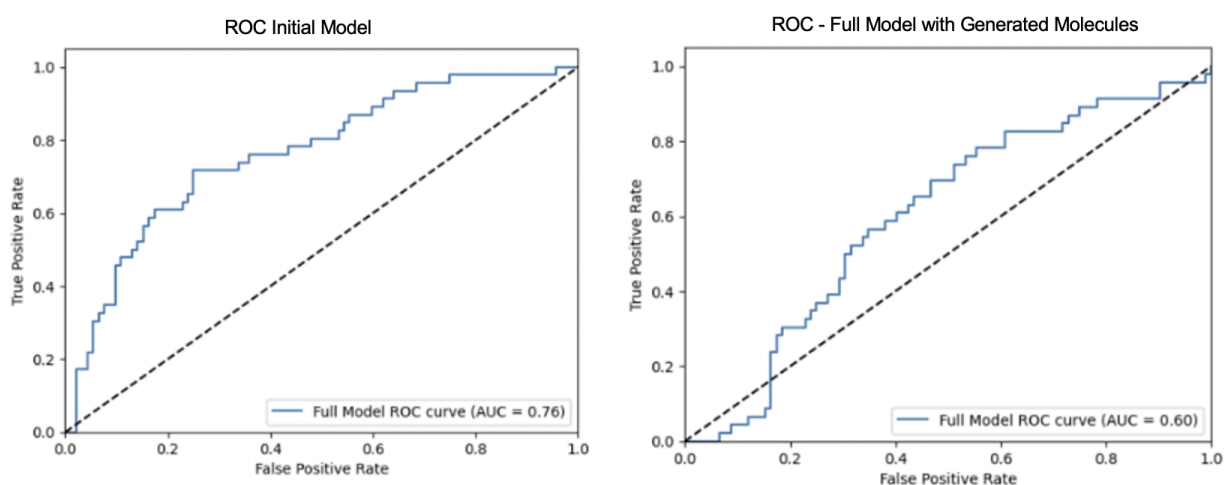 ROC Initial Model
1.0
0.8
0.6
0.4
0.2
0.0
True Positive Rate
0.0 0.2 0.4 0.6 0.8 1.0
False Positive Rate
Full Model ROC curve (AUC = 0.76)
ROC - Full Model with Generated Molecules
1.0
0.8
0.6
0.4
0.2
0.0
True Positive Rate
0.0 0.2 0.4 0.6 0.8 1.0
False Positive Rate
Full Model ROC curve (AUC = 0.60)